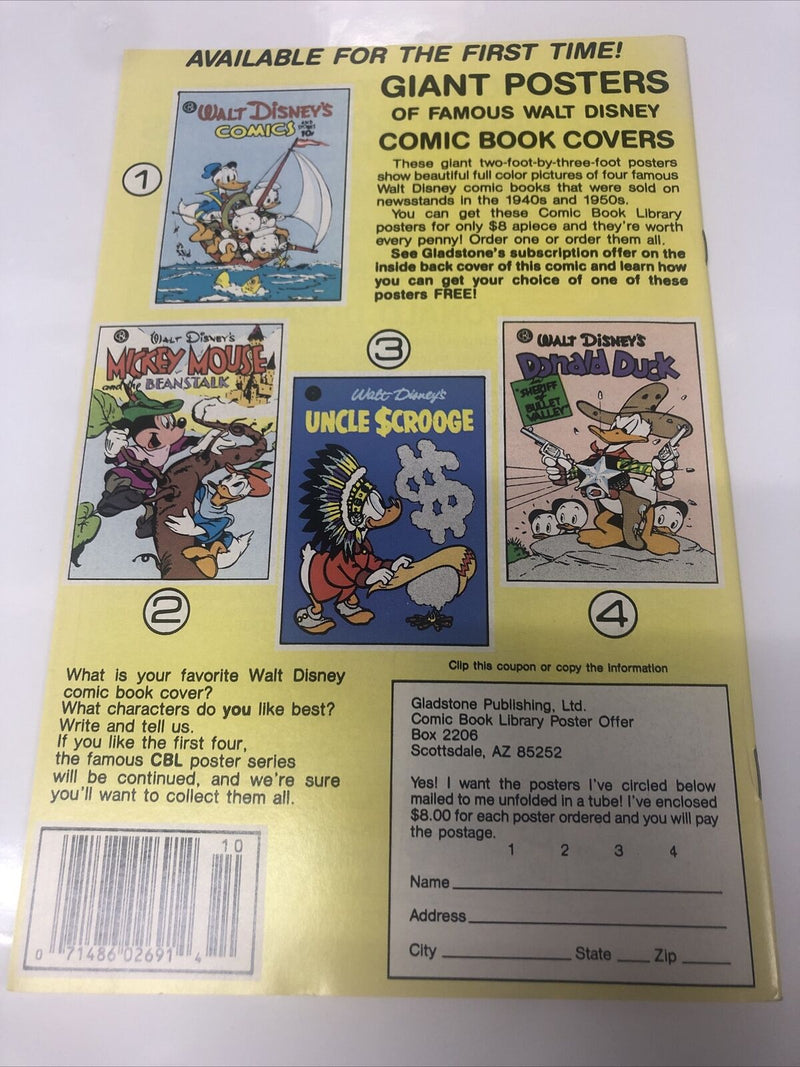 AVAILABLE FOR THE FIRST TIME!
GIANT POSTERS
OF FAMOUS WALT DISNEY
COMIC BOOK COVERS
These giant two-foot-by-three-foot posters
show beautiful full color pictures of four famous
Walt Disney comic books that were sold on
newsstands in the 1940s and 1950s.
You can get these Comic Book Library
posters for only $8 apiece and they're worth
every penny! Order one or order them all.
See Gladstone's subscription offer on the
inside back cover of this comic and learn how
you can get your choice of one of these
posters FREE!
1
WALT DISNEY'S
COMICS AND
10¢
2
WALT DISNEY'S
MICKEY MOUSE
and the BEANSTALK
3
Walt Disney's
UNCLE $CROOGE
4
WALT DISNEY'S
Donald Duck
in
"SHERIFF
of
BULLET
VALLEY"
What is your favorite Walt Disney
comic book cover?
What characters do you like best?
Write and tell us.
If you like the first four,
the famous CBL poster series
will be continued, and we're sure
you'll want to collect them all.
Clip this coupon or copy the information
Gladstone Publishing, Ltd.
Comic Book Library Poster Offer
Box 2206
Scottsdale, AZ 85252
Yes! I want the posters I've circled below
mailed to me unfolded in a tube! I've enclosed
$8.00 for each poster ordered and you will pay
the postage.
1 2 3 4
Name
Address
City State Zip
10
0 71486 02691 4